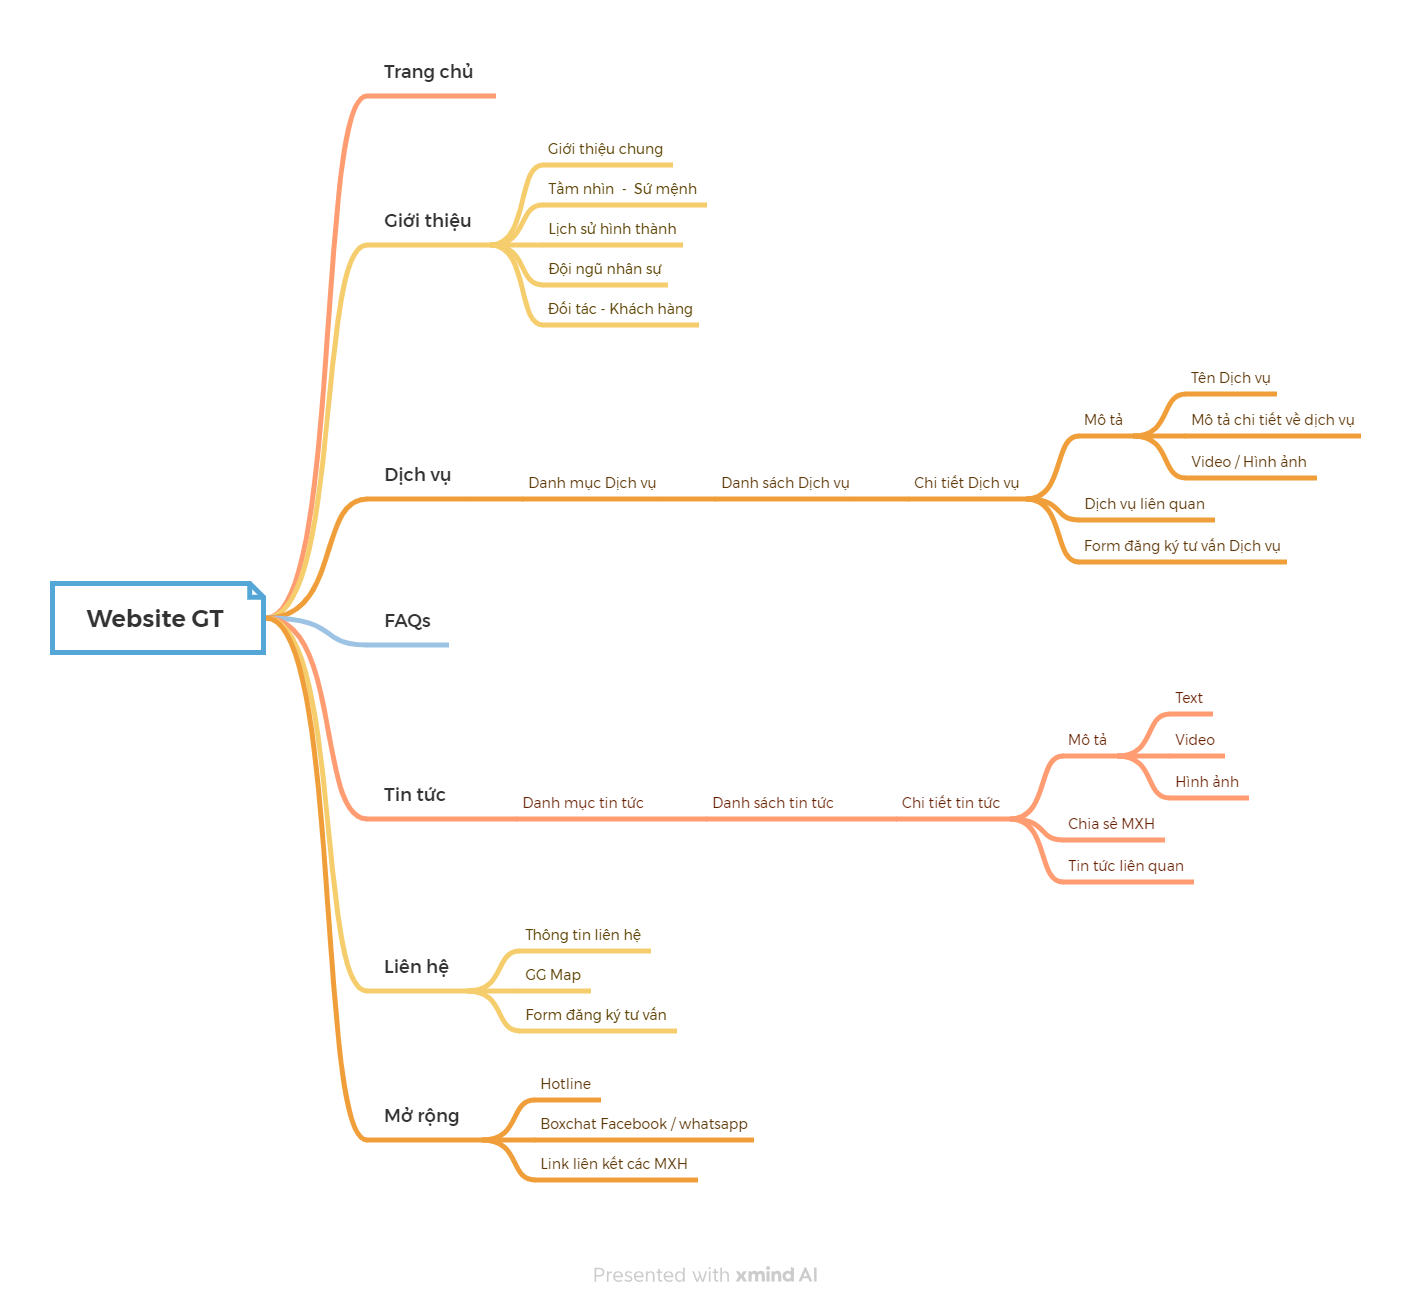 Trang chủ
Giới thiệu
Giới thiệu chung
Tầm nhìn - Sứ mệnh
Lịch sử hình thành
Đội ngũ nhân sự
Đối tác - Khách hàng
Dịch vụ
Danh mục Dịch vụ
Danh sách Dịch vụ
Chi tiết Dịch vụ
Mô tả
Tên Dịch vụ
Mô tả chi tiết về dịch vụ
Video / Hình ảnh
Dịch vụ liên quan
Form đăng ký tư vấn Dịch vụ
Website GT
FAQs
Tin tức
Danh mục tin tức
Danh sách tin tức
Chi tiết tin tức
Mô tả
Text
Video
Hình ảnh
Chia sẻ MXH
Tin tức liên quan
Liên hệ
Thông tin liên hệ
GG Map
Form đăng ký tư vấn
Mở rộng
Hotline
Boxchat Facebook / whatsapp
Link liên kết các MXH
Presented with xmind AI